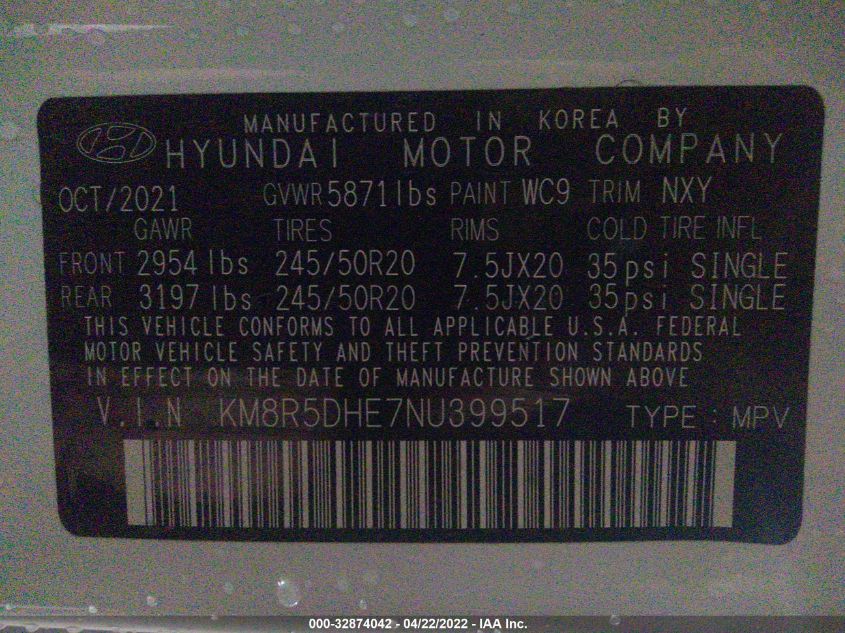 MANUFACTURED IN KOREA BY
HYUNDAI MOTOR COMPANY
OCT/2021 GVWR 5871lbs PAINT WC9 TRIM NXY
GAWR TIRES RIMS COLD TIRE INFL
FRONT 2954 lbs 245/50R20 7.5JX20 35psi SINGLE
REAR 3197 lbs 245/50R20 7.5JX20 35psi SINGLE
THIS VEHICLE CONFORMS TO ALL APPLICABLE U.S.A. FEDERAL
MOTOR VEHICLE SAFETY AND THEFT PREVENTION STANDARDS
IN EFFECT ON THE DATE OF MANUFACTURE SHOWN ABOVE
V.I.N KM8R5DHE7NU399517 TYPE : MPV
000-32874042 - 04/22/2022 - IAA Inc.